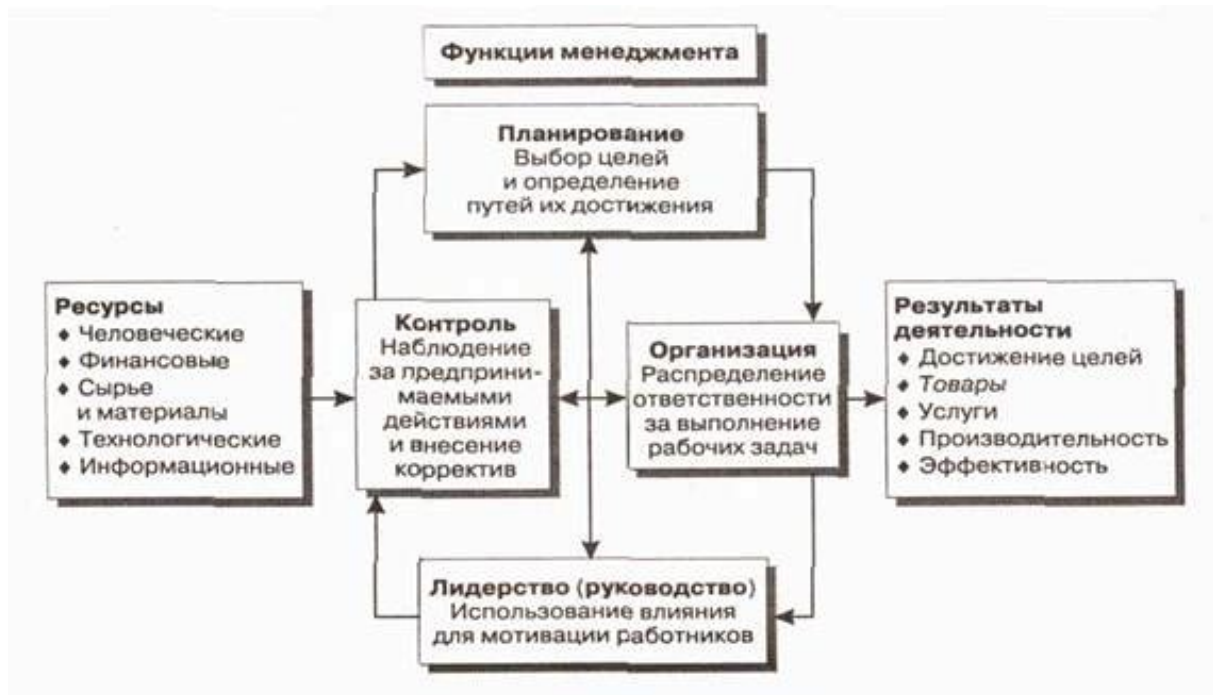 Функции менеджмента
Планирование
Выбор целей
и определение
путей их достижения
Ресурсы
♦ Человеческие
♦ Финансовые
♦ Сырье
и материалы
♦ Технологические
♦ Информационные
Контроль
Наблюдение
за предприни-
маемыми
действиями
и внесение
корректив
Организация
Распределение
ответственности
за выполнение
рабочих задач
Результаты
деятельности
♦ Достижение целей
♦ Товары
♦ Услуги
♦ Производительность
♦ Эффективность
Лидерство (руководство)
Использование влияния
для мотивации работников